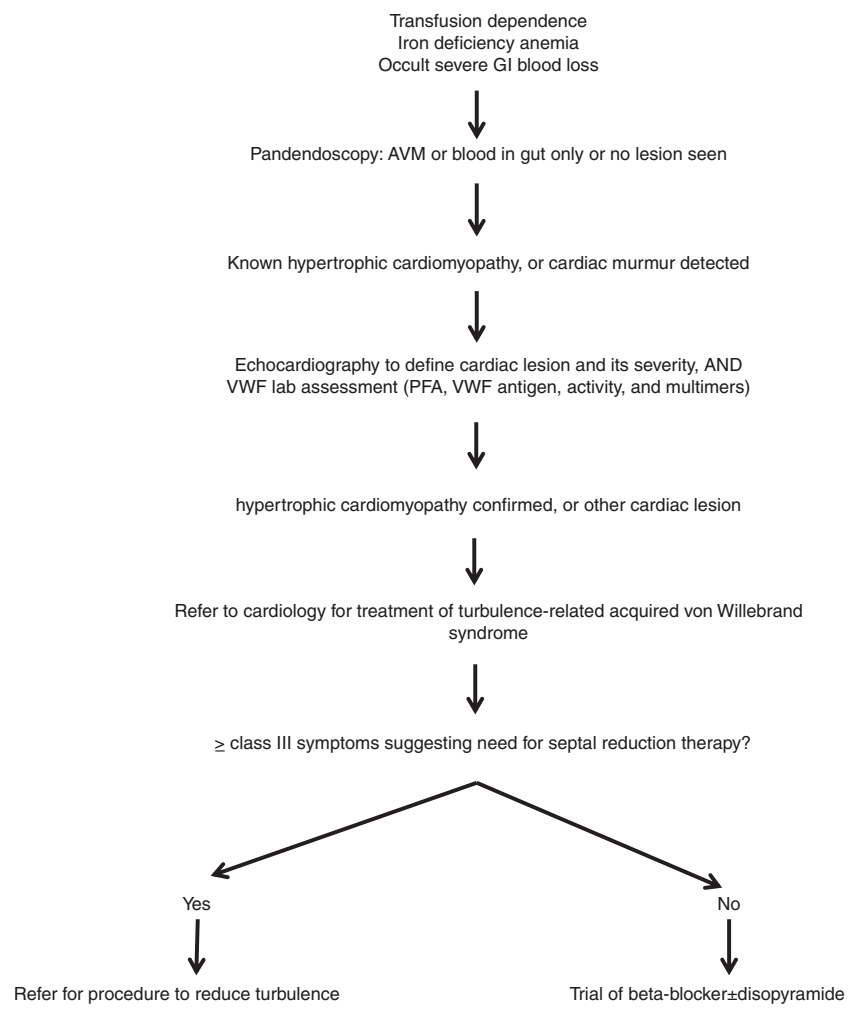 Transfusion dependence
Iron deficiency anemia
Occult severe GI blood loss
Pandendoscopy: AVM or blood in gut only or no lesion seen
Known hypertrophic cardiomyopathy, or cardiac murmur detected
Echocardiography to define cardiac lesion and its severity, AND
VWF lab assessment (PFA, VWF antigen, activity, and multimers)
hypertrophic cardiomyopathy confirmed, or other cardiac lesion
Refer to cardiology for treatment of turbulence-related acquired von Willebrand
syndrome
≥ class III symptoms suggesting need for septal reduction therapy?
Yes
No
Refer for procedure to reduce turbulence
Trial of beta-blocker±disopyramide